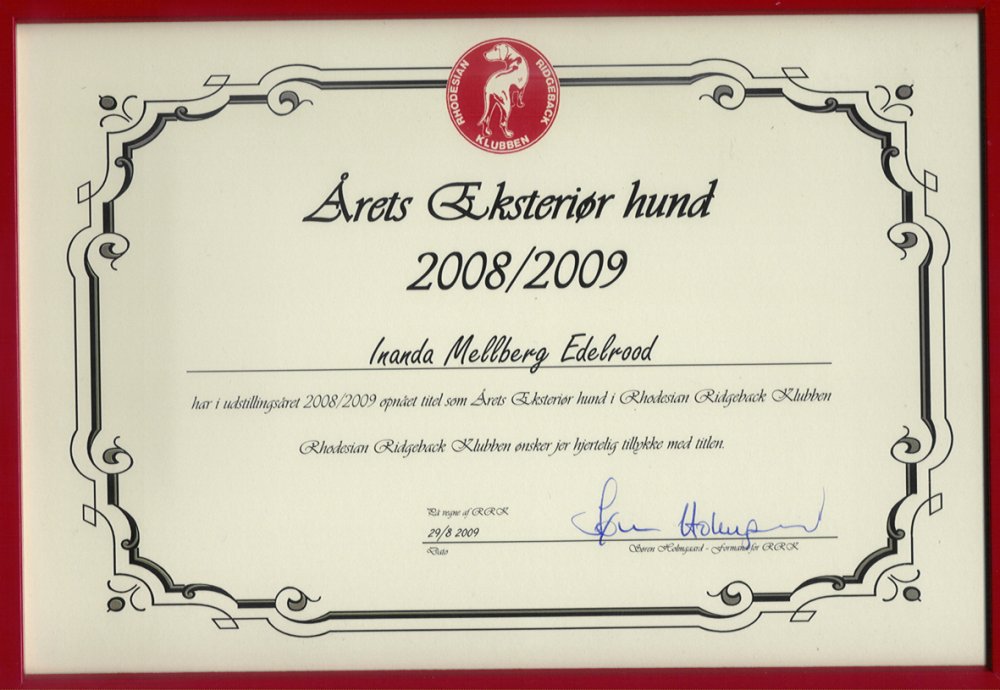 RHODESIAN RIDGEBACK KLUBBEN
Årets Eksteriør hund
2008/2009
Inanda Mellberg Edelrood
har i udstillingsåret 2008/2009 opnået titel som Årets Eksteriør hund i Rhodesian Ridgeback Klubben
Rhodesian Ridgeback Klubben ønsker jer hjertelig tillykke med titlen.
På vegne af RRK
29/8 2009
Dato
Søren Holmgaard
Søren Holmgaard - Formand for RRK